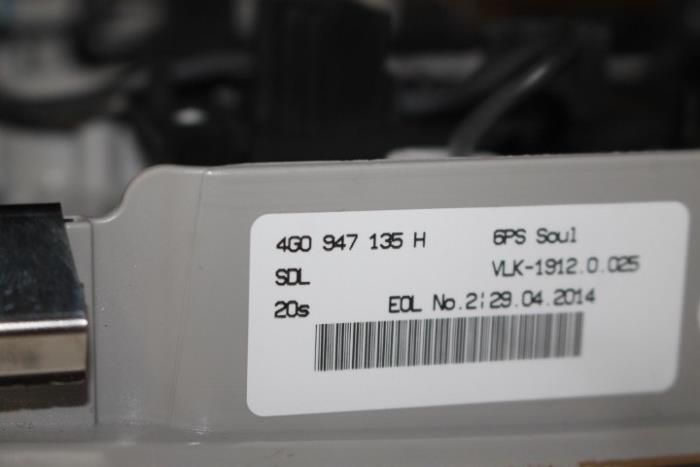 4G0 947 135 H 6PS Soul
SDL VLK-1912.0.025
20s EOL No.2:29.04.2014